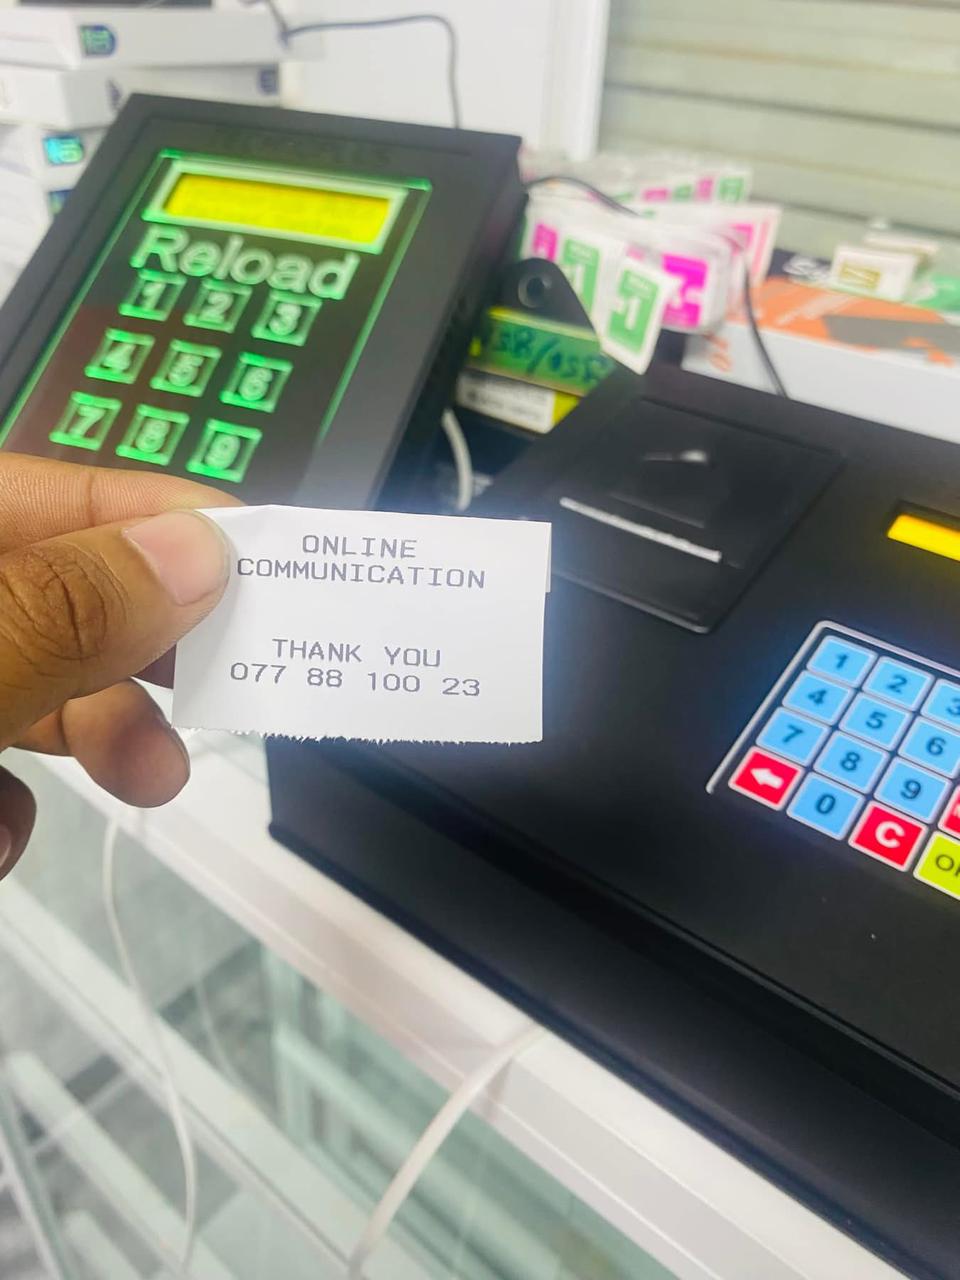 Reload
1 2 3
4 5 6
7 8 9
ONLINE
COMMUNICATION
THANK YOU
077 88 100 23
1 2 3
4 5 6
7 8 9
0 C